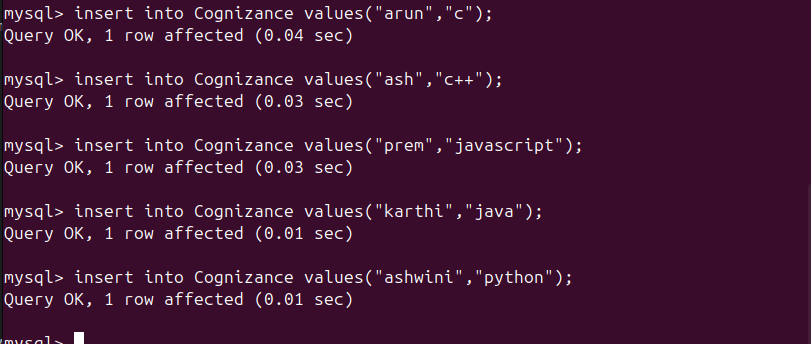 mysql> insert into Cognizance values("arun","c");
Query OK, 1 row affected (0.04 sec)
mysql> insert into Cognizance values("ash","c++");
Query OK, 1 row affected (0.03 sec)
mysql> insert into Cognizance values("prem","javascript");
Query OK, 1 row affected (0.03 sec)
mysql> insert into Cognizance values("karthi","java");
Query OK, 1 row affected (0.01 sec)
mysql> insert into Cognizance values("ashwini","python");
Query OK, 1 row affected (0.01 sec)
mysql>